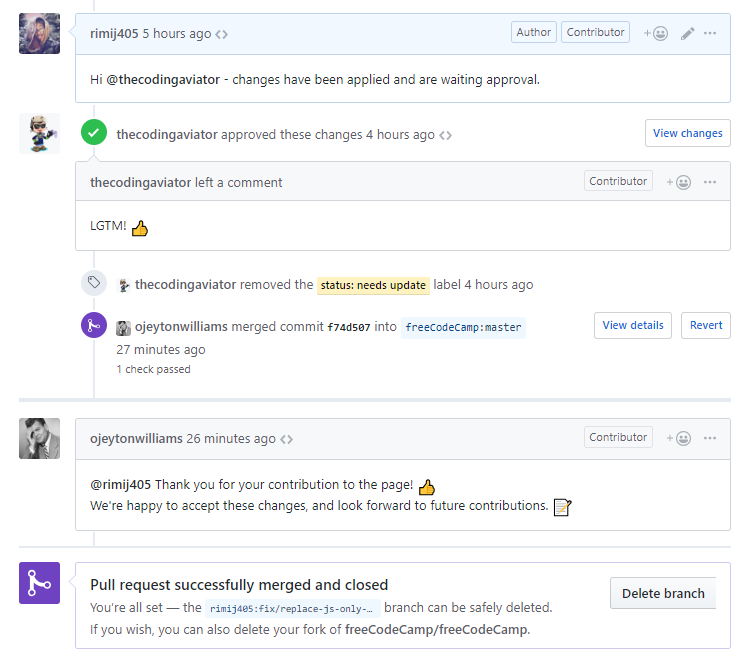 rimij405 5 hours ago
Author
Contributor
Hi @thecodingaviator - changes have been applied and are waiting approval.
thecodingaviator approved these changes 4 hours ago
View changes
thecodingaviator left a comment
Contributor
LGTM! 👍
thecodingaviator removed the status: needs update label 4 hours ago
ojeytonwilliams merged commit f74d507 into freeCodeCamp:master
View details
Revert
27 minutes ago
1 check passed
ojeytonwilliams 26 minutes ago
Contributor
@rimij405 Thank you for your contribution to the page! 👍
We're happy to accept these changes, and look forward to future contributions. 📝
Pull request successfully merged and closed
You're all set — the rimij405:fix/replace-js-only-… branch can be safely deleted.
Delete branch
If you wish, you can also delete your fork of freeCodeCamp/freeCodeCamp.